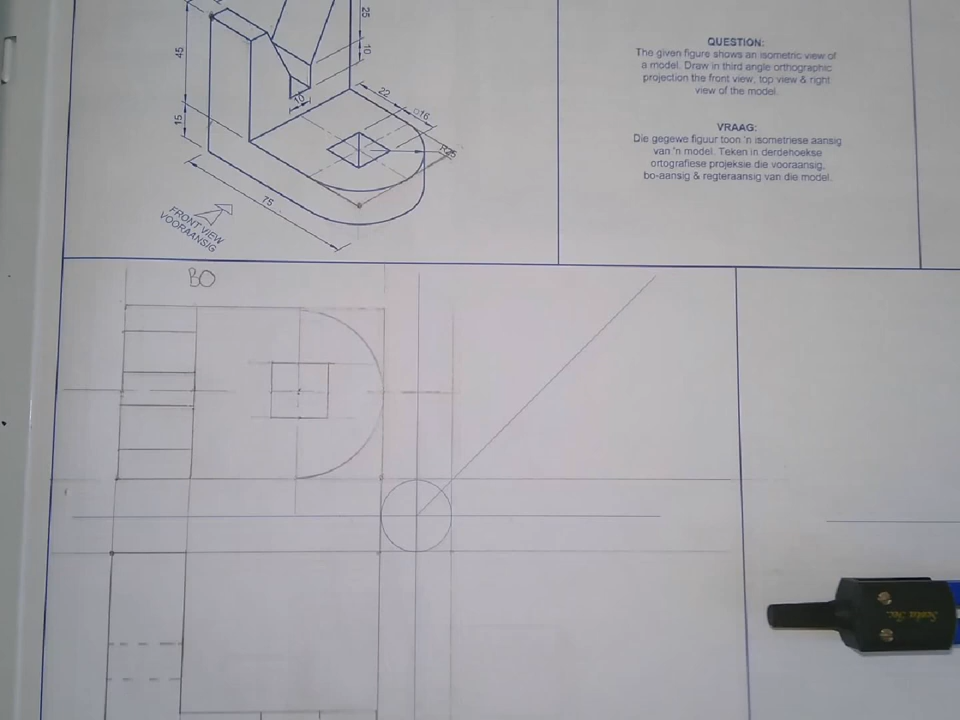 25
45
10
10
22
□16
15
R25
75
FRONT VIEW
VOORAANSIG
QUESTION:
The given figure shows an isometric view of
a model. Draw in third angle orthographic
projection the front view, top view & right
view of the model.
VRAAG:
Die gegewe figuur toon 'n isometriese aansig
van 'n model. Teken in derdehoekse
ortografiese projeksie die vooraansig,
bo-aansig & regteraansig van die model.
BO